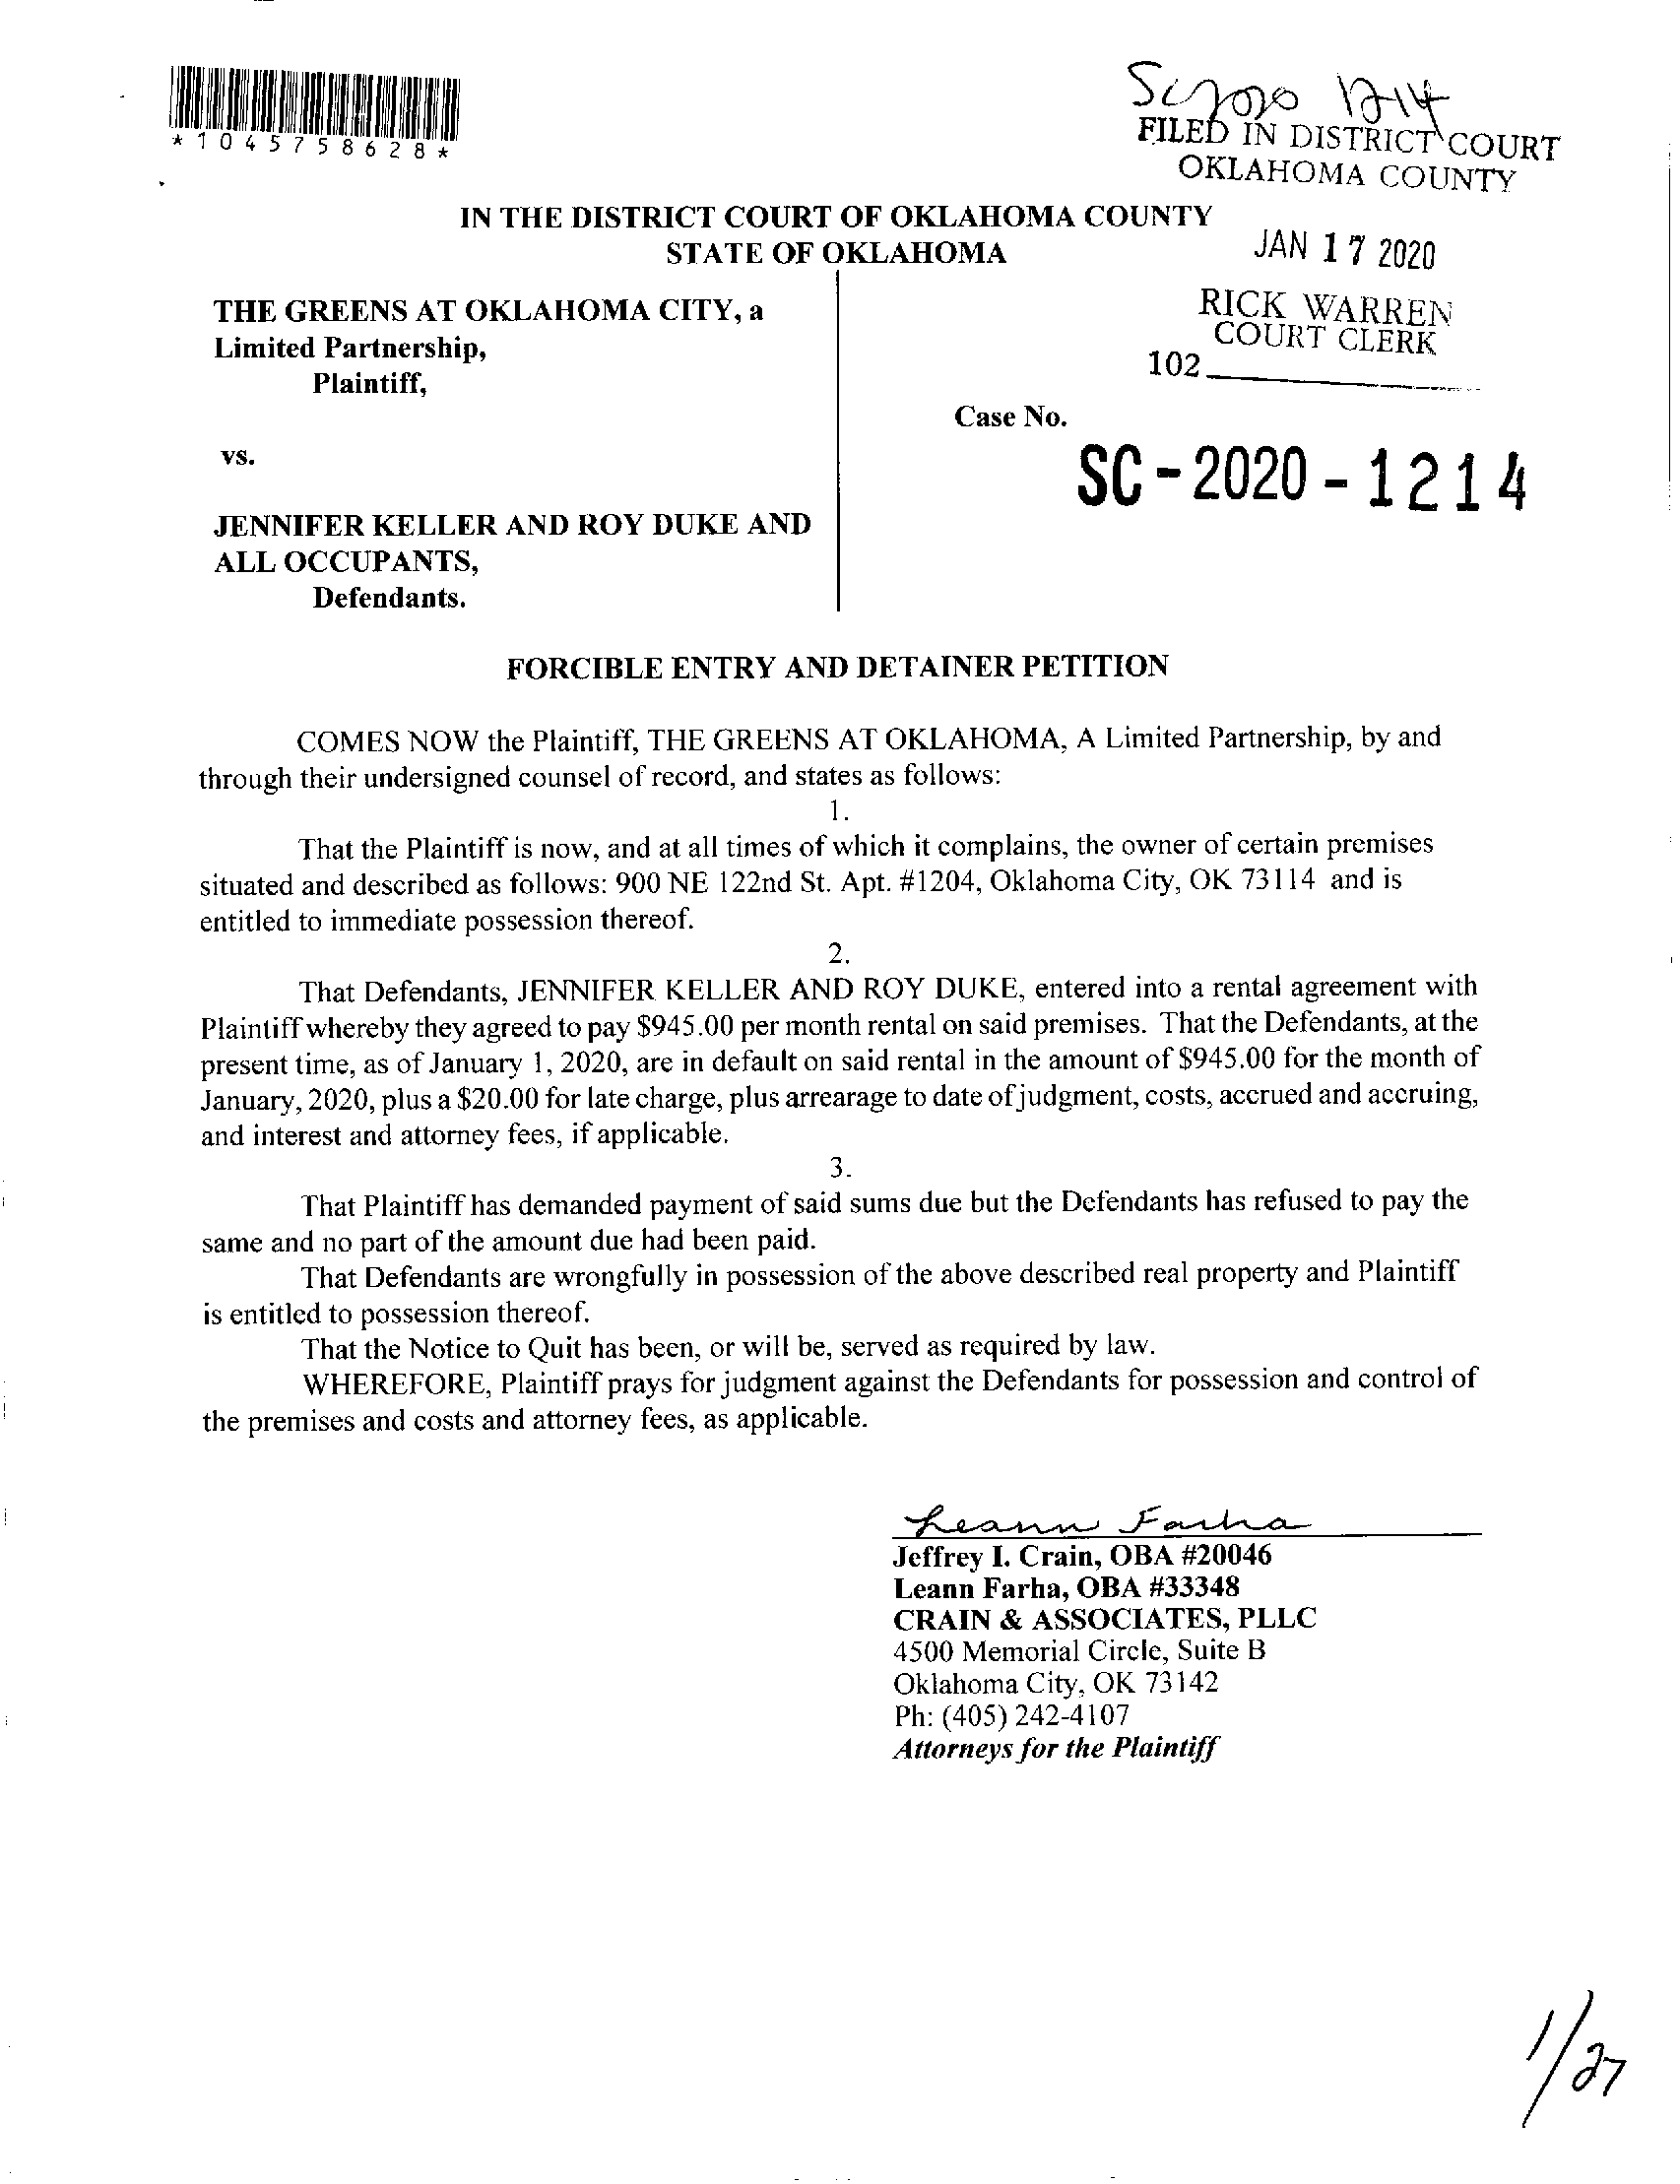 SC2020 1214
*1045758628*
FILED IN DISTRICT COURT
OKLAHOMA COUNTY
IN THE DISTRICT COURT OF OKLAHOMA COUNTY
STATE OF OKLAHOMA
JAN 17 2020
THE GREENS AT OKLAHOMA CITY, a
Limited Partnership,
Plaintiff,
RICK WARREN
COURT CLERK
102
Case No.
vs.
SC-2020-1214
JENNIFER KELLER AND ROY DUKE AND
ALL OCCUPANTS,
Defendants.
FORCIBLE ENTRY AND DETAINER PETITION
COMES NOW the Plaintiff, THE GREENS AT OKLAHOMA, A Limited Partnership, by and
through their undersigned counsel of record, and states as follows:
1.
That the Plaintiff is now, and at all times of which it complains, the owner of certain premises
situated and described as follows: 900 NE 122nd St. Apt. #1204, Oklahoma City, OK 73114 and is
entitled to immediate possession thereof.
2.
That Defendants, JENNIFER KELLER AND ROY DUKE, entered into a rental agreement with
Plaintiff whereby they agreed to pay $945.00 per month rental on said premises. That the Defendants, at the
present time, as of January 1, 2020, are in default on said rental in the amount of $945.00 for the month of
January, 2020, plus a $20.00 for late charge, plus arrearage to date of judgment, costs, accrued and accruing,
and interest and attorney fees, if applicable.
3.
That Plaintiff has demanded payment of said sums due but the Defendants has refused to pay the
same and no part of the amount due had been paid.
That Defendants are wrongfully in possession of the above described real property and Plaintiff
is entitled to possession thereof.
That the Notice to Quit has been, or will be, served as required by law.
WHEREFORE, Plaintiff prays for judgment against the Defendants for possession and control of
the premises and costs and attorney fees, as applicable.
Leann Farha
Jeffrey I. Crain, OBA #20046
Leann Farha, OBA #33348
CRAIN & ASSOCIATES, PLLC
4500 Memorial Circle, Suite B
Oklahoma City, OK 73142
Ph: (405) 242-4107
Attorneys for the Plaintiff
1/27